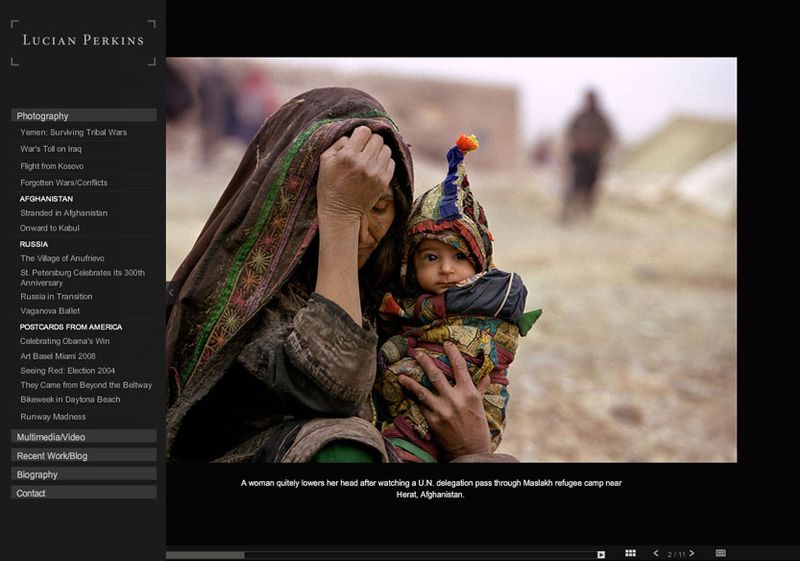 LUCIAN PERKINS
Photography
Yemen: Surviving Tribal Wars
War's Toll on Iraq
Flight from Kosovo
Forgotten Wars/Conflicts
AFGHANISTAN
Stranded in Afghanistan
Onward to Kabul
RUSSIA
The Village of Anufrievo
St. Petersburg Celebrates its 300th
Anniversary
Russia in Transition
Vaganova Ballet
POSTCARDS FROM AMERICA
Celebrating Obama's Win
Art Basel Miami 2008
Seeing Red: Election 2004
They Came from Beyond the Beltway
Bikeweek in Daytona Beach
Runway Madness
Multimedia/Video
Recent Work/Blog
Biography
Contact
A woman quitely lowers her head after watching a U.N. delegation pass through Maslakh refugee camp near
Herat, Afghanistan.
2 / 11